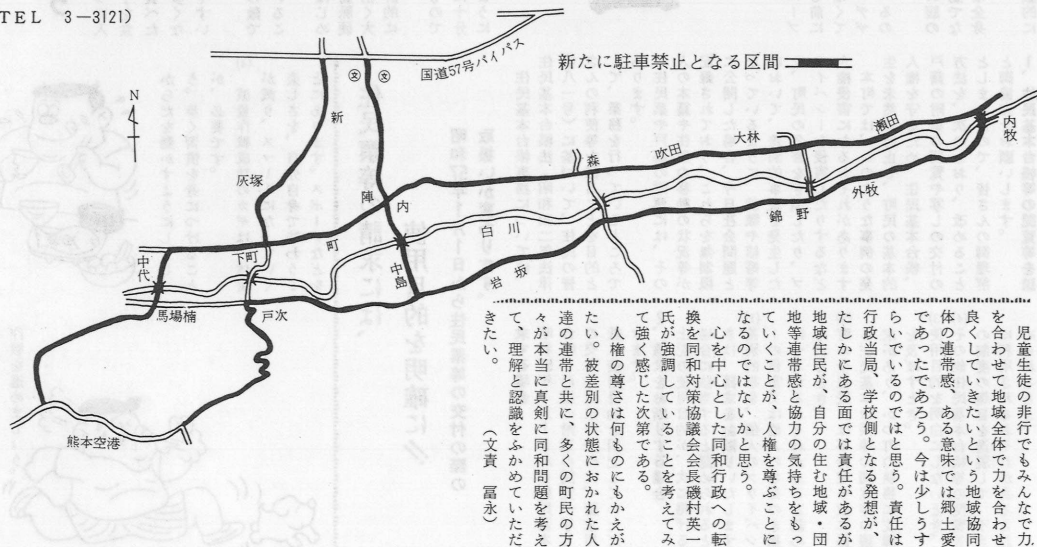 TEL 3-3121)
新たに駐車禁止となる区間
国道57号バイパス
文
文
N
新
灰塚
陣
内
町
下町
中代
馬場楠
戸次
中島
白川
岩坂
森
吹田
大林
瀬田
内牧
外牧
錦野
熊本空港
児童生徒の非行でもみんなで力
を合わせて地域全体で力を合わせ
良くしていきたいという地域協同
体の連帯感、ある意味では郷土愛
であったであろう。今は少しうす
らいでいるのではと思う。責任は
行政当局、学校側となる発想が、
たしかにある面では責任があるが
地域住民が、自分の住む地域・団
地等連帯感と協力の気持ちをもっ
ていくことが、人権を尊ぶことに
なるのではないかと思う。
心を中心とした同和行政への転
換を同和対策協議会会長磯村英一
氏が強調していることを考えてみ
て強く感じた次第である。
人権の尊さは何ものにもかえが
たい。被差別の状態におかれた人
達の連帯と共に、多くの町民の方
々が本当に真剣に同和問題を考え
て、理解と認識をふかめていただ
きたい。
(文責 冨永)